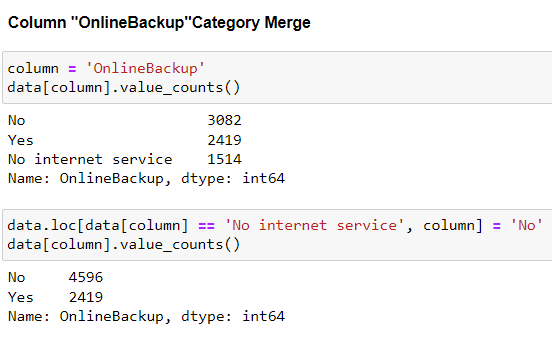 Column "OnlineBackup"Category Merge
column = 'OnlineBackup'
data[column].value_counts()
No                     3082
Yes                    2419
No internet service    1514
Name: OnlineBackup, dtype: int64
data.loc[data[column] == 'No internet service', column] = 'No'
data[column].value_counts()
No     4596
Yes    2419
Name: OnlineBackup, dtype: int64